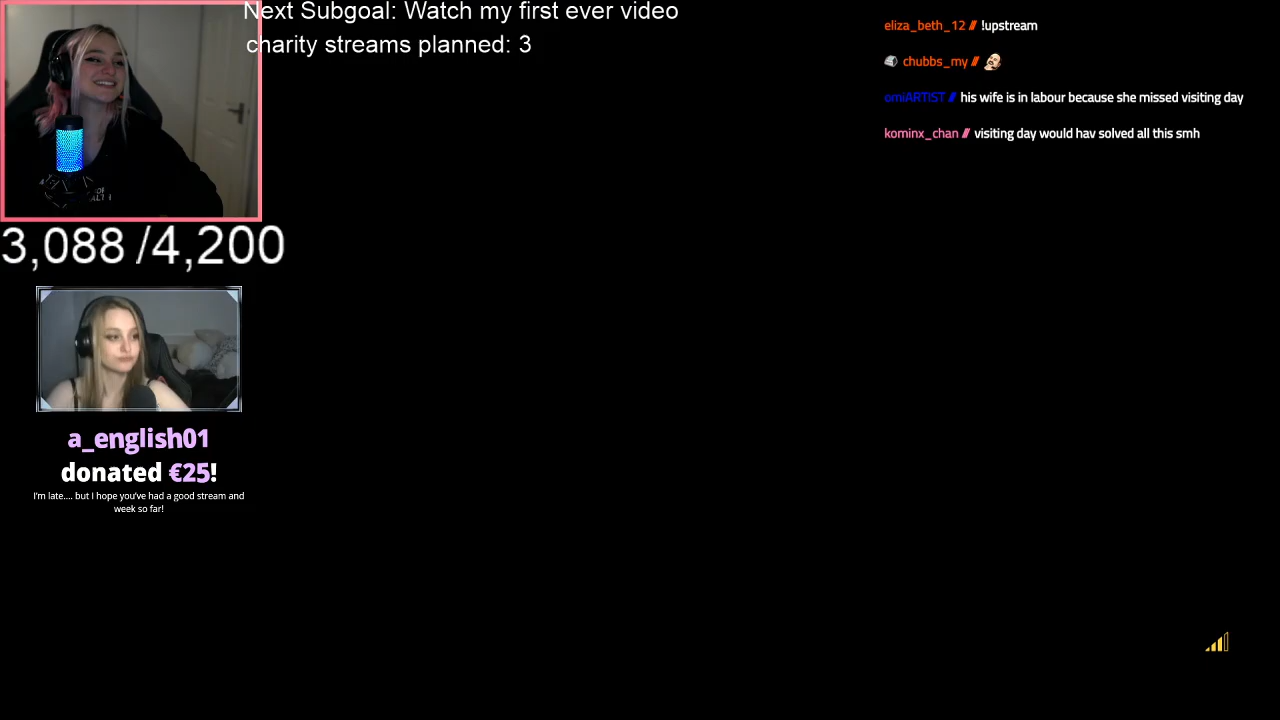 Next Subgoal: Watch my first ever video
charity streams planned: 3
3,088 /4,200
a_english01
donated €25!
I'm late.... but I hope you've had a good stream and
week so far!
eliza_beth_12 // !upstream
chubbs_my //
omiARTIST // his wife is in labour because she missed visiting day
kominx_chan // visiting day would hav solved all this smh